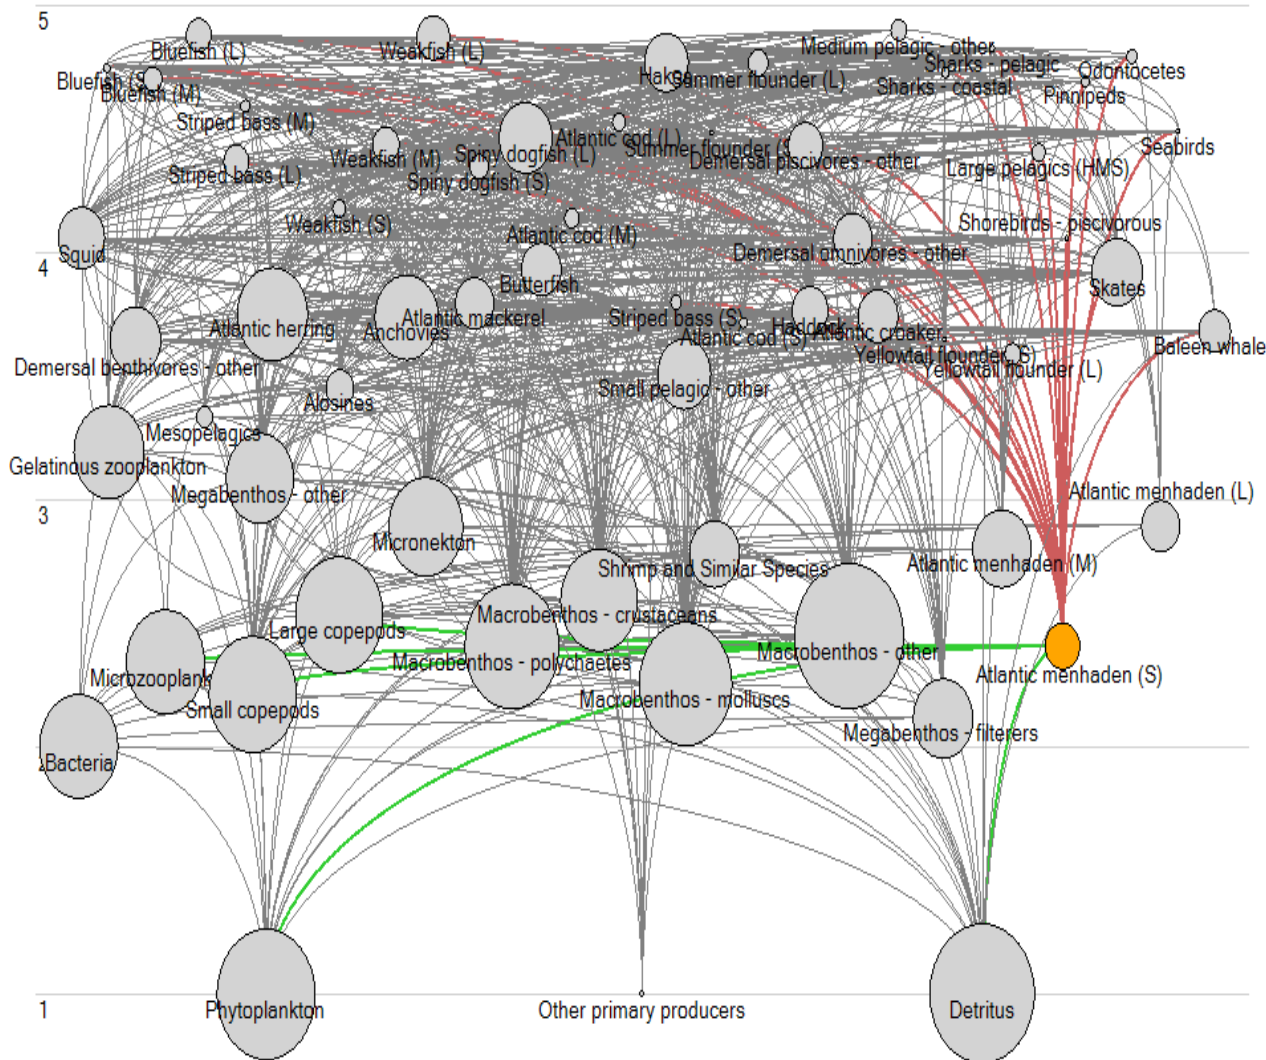 5
Bluefish (L)
Weakfish (L)
Medium pelagic - other
Sharks - pelagic
Odontocetes
Hakes
Summer flounder (L)
Sharks - coastal
Pinnipeds
Bluefish (S)
Bluefish (M)
Striped bass (M)
Atlantic cod (L)
Summer flounder (S)
Seabirds
Weakfish (M)
Spiny dogfish (L)
Demersal piscivores - other
Large pelagics (HMS)
Striped bass (L)
Spiny dogfish (S)
Weakfish (S)
Atlantic cod (M)
Shorebirds - piscivorous
Squid
Demersal omnivores - other
4
Butterfish
Skates
Atlantic herring
Anchovies
Atlantic mackerel
Striped bass (S)
Atlantic cod (S)
Haddock
Atlantic croaker
Baleen whale
Demersal benthivores - other
Yellowtail flounder (S)
Yellowtail flounder (L)
Small pelagic - other
Alosines
Mesopelagics
Gelatinous zooplankton
Megabenthos - other
Atlantic menhaden (L)
3
Micronekton
Shrimp and Similar Species
Atlantic menhaden (M)
Large copepods
Macrobenthos - crustaceans
Macrobenthos - polychaetes
Macrobenthos - other
Microzooplank
Atlantic menhaden (S)
Small copepods
Macrobenthos - molluscs
Megabenthos - filterers
Bacteria
1
Phytoplankton
Other primary producers
Detritus